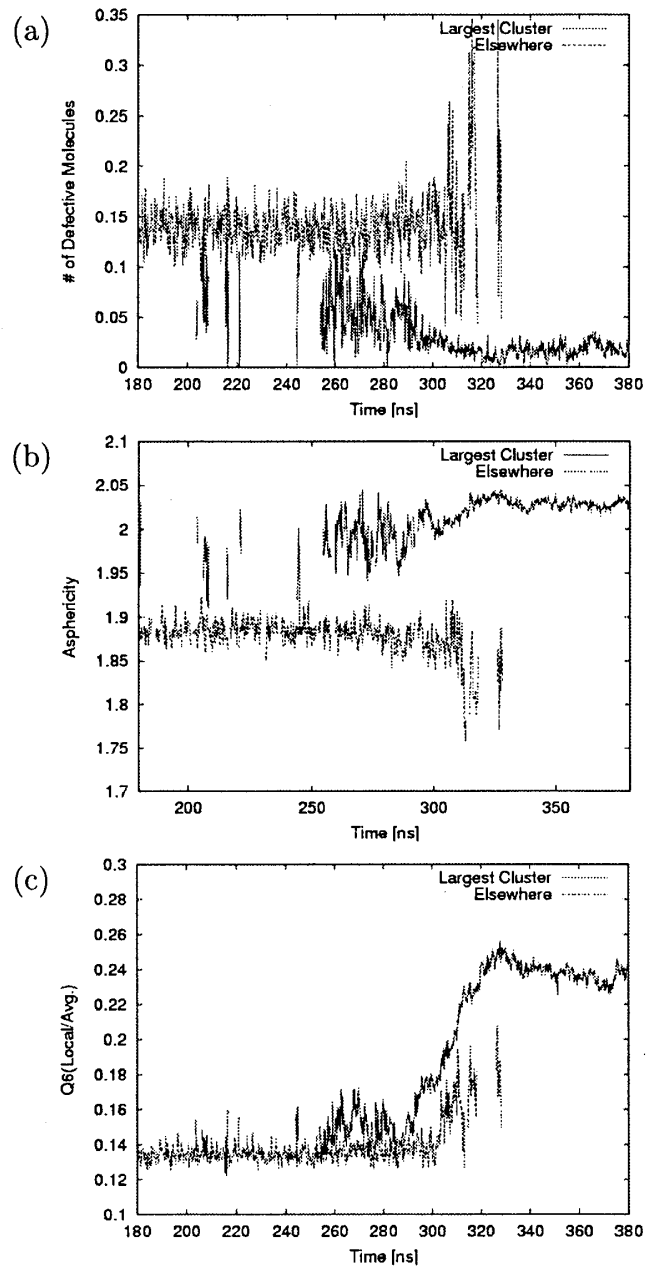 (a)
0.35
0.3
0.25
0.2
0.15
0.1
0.05
0
# of Defective Molecules
Largest Cluster
Elsewhere
180 200 220 240 260 280 300 320 340 360 380
Time [ns]
(b)
2.1
2.05
2
1.95
1.9
1.85
1.8
1.75
1.7
Asphericity
Largest Cluster
Elsewhere
200 250 300 350
Time [ns]
(c)
0.3
0.28
0.26
0.24
0.22
0.2
0.18
0.16
0.14
0.12
0.1
Q6(Local/Avg.)
Largest Cluster
Elsewhere
180 200 220 240 260 280 300 320 340 360 380
Time [ns]